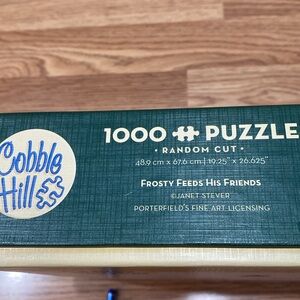 Cobble
Hill
1000 PUZZLE
• RANDOM CUT •
48.9 cm x 67.6 cm | 19.25" x 26.625"
FROSTY FEEDS HIS FRIENDS
©JANET STEVER
PORTERFIELD'S FINE ART LICENSING